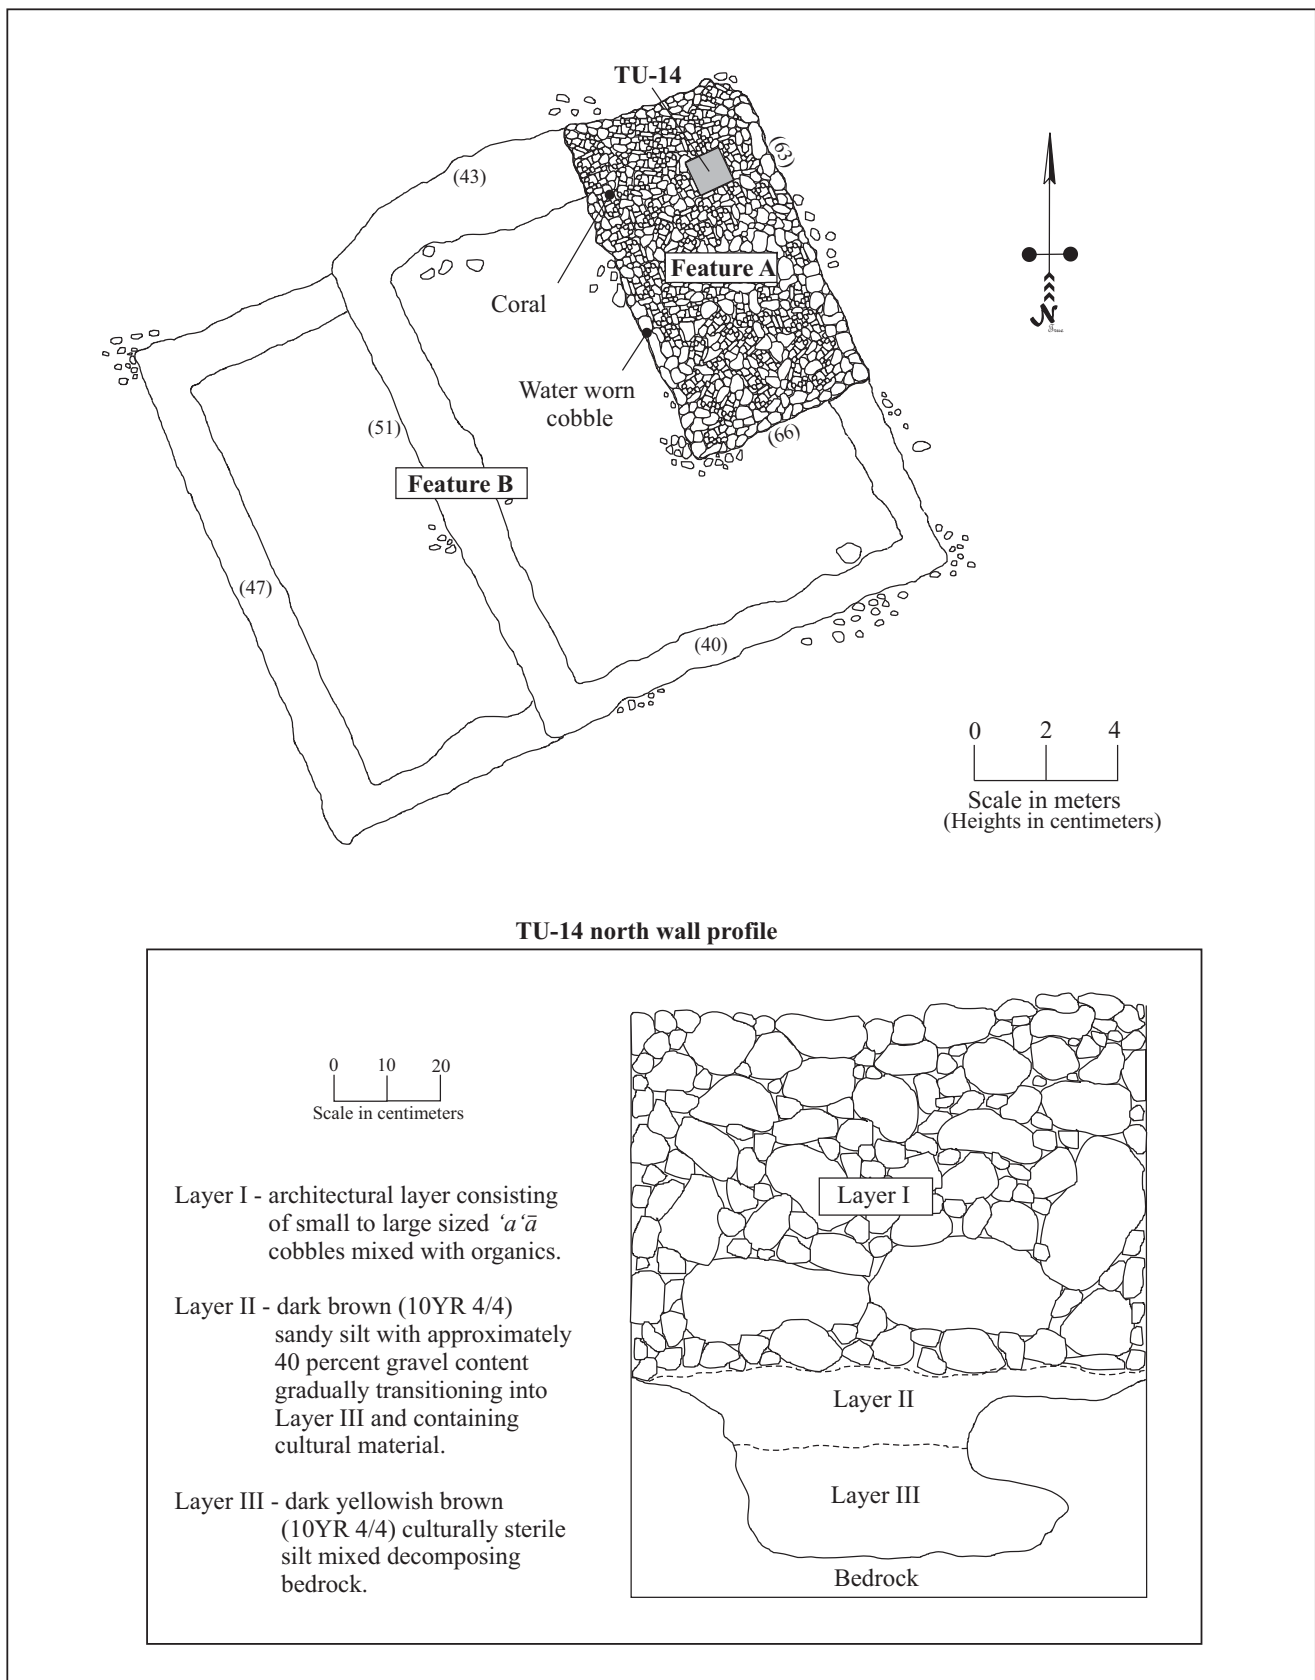 TU-14
(43)
(63)
Coral
Feature A
Water worn
cobble
(66)
(51)
Feature B
(47)
(40)
N
True
0 2 4
Scale in meters
(Heights in centimeters)
TU-14 north wall profile
0 10 20
Scale in centimeters
Layer I - architectural layer consisting
of small to large sized ‘a‘ā
cobbles mixed with organics.
Layer II - dark brown (10YR 4/4)
sandy silt with approximately
40 percent gravel content
gradually transitioning into
Layer III and containing
cultural material.
Layer III - dark yellowish brown
(10YR 4/4) culturally sterile
silt mixed decomposing
bedrock.
Layer I
Layer II
Layer III
Bedrock